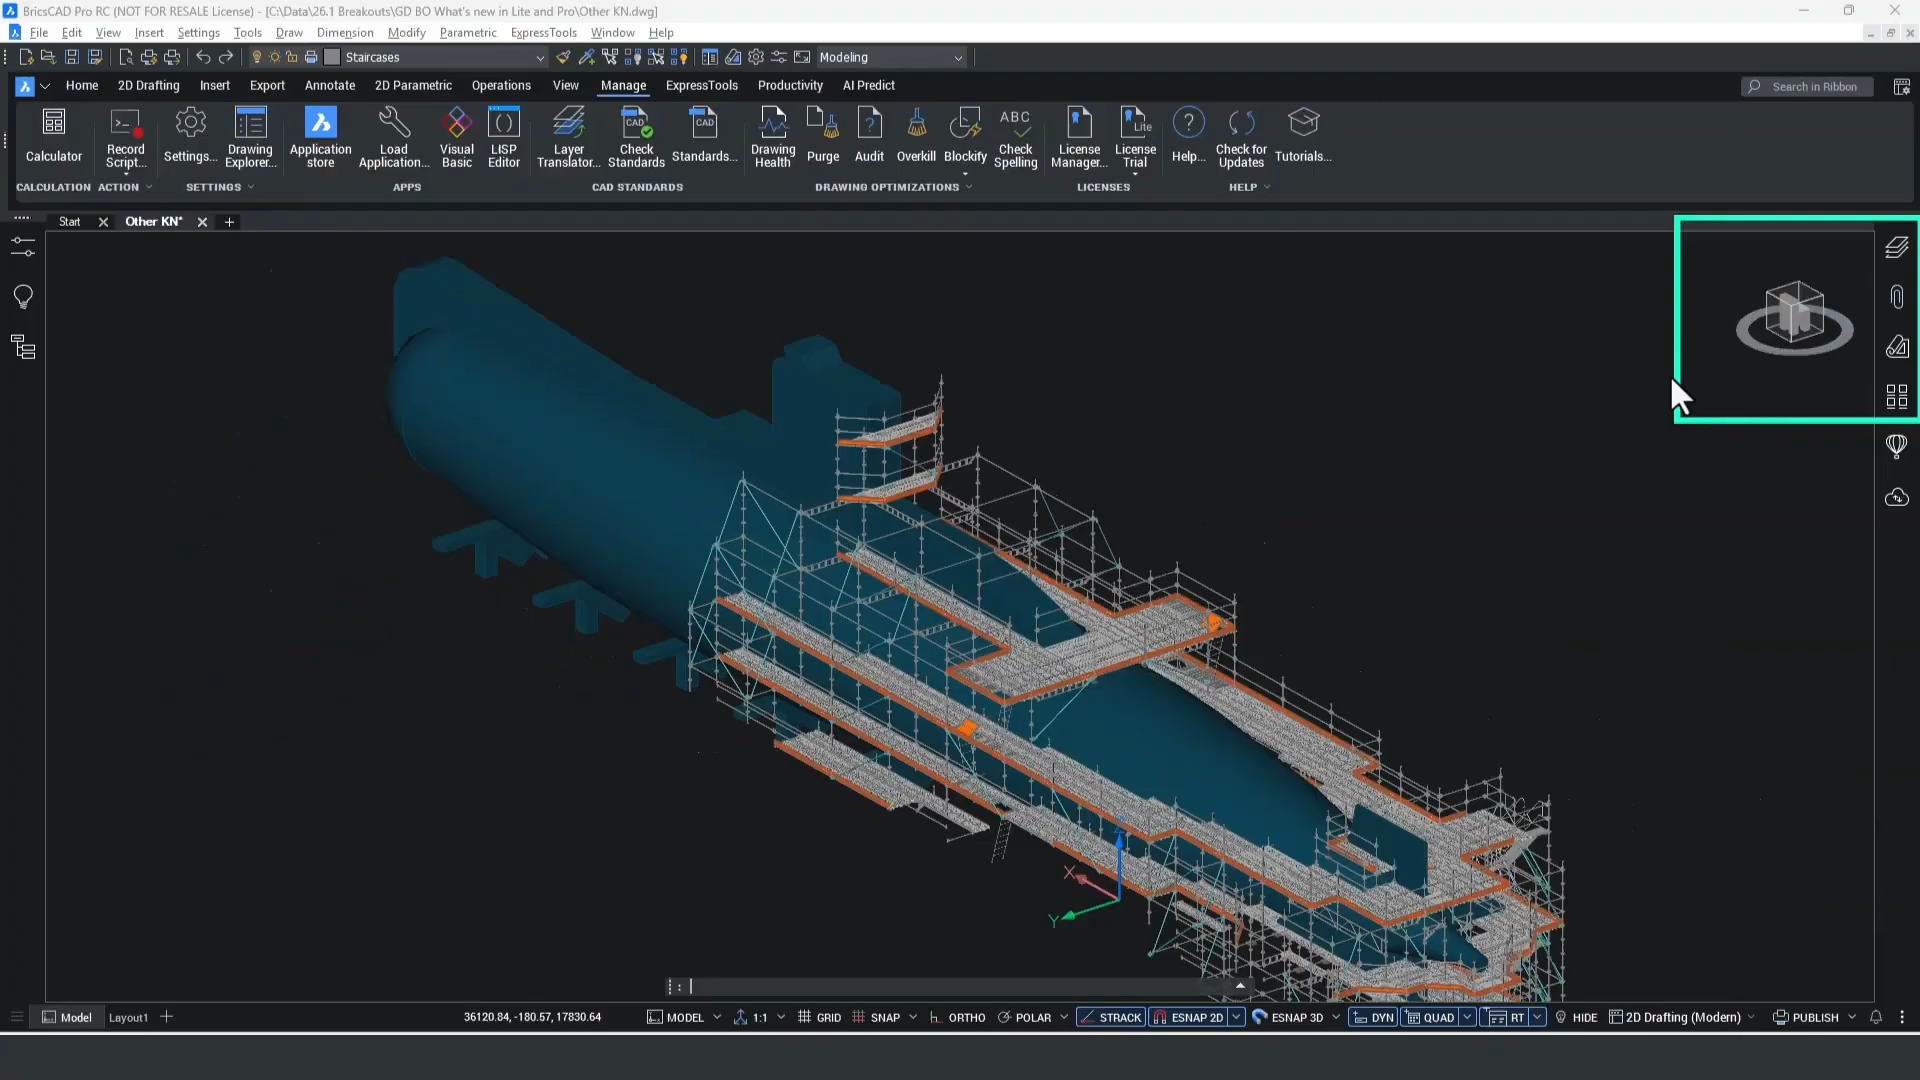 BricsCAD Pro RC (NOT FOR RESALE License) - [C:\Data\26.1 Breakouts\GD BO What's new in Lite and Pro\Other KN.dwg]
File Edit View Insert Settings Tools Draw Dimension Modify Parametric ExpressTools Window Help
Staircases Modeling
Home 2D Drafting Insert Export Annotate 2D Parametric Operations View Manage ExpressTools Productivity AI Predict Search in Ribbon
Calculator
Record Script...
Settings...
Drawing Explorer...
Application store
Load Application...
Visual Basic
LISP Editor
Layer Translator...
CAD
Check Standards
CAD
Standards...
Drawing Health
Purge
Audit
Overkill
Blockify
ABC
Check Spelling
License Manager...
Lite
License Trial
Help...
Check for Updates
Tutorials...
CALCULATION ACTION SETTINGS APPS CAD STANDARDS DRAWING OPTIMIZATIONS LICENSES HELP
Start Other KN*
X
Y
:
Model Layout1 36120.84, -180.57, 17830.64 MODEL 1:1 GRID SNAP ORTHO POLAR STRACK ESNAP 2D ESNAP 3D DYN QUAD RT HIDE 2D Drafting (Modern) PUBLISH